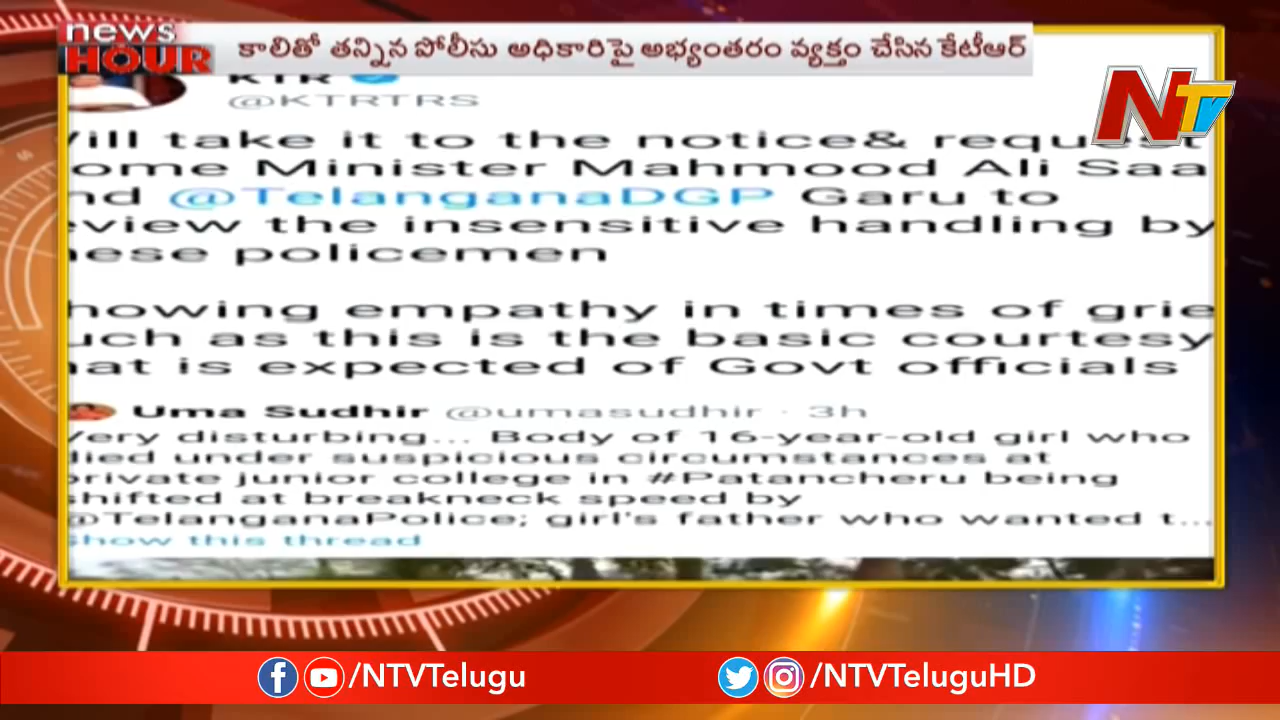 news
HOUR
కాలితో తన్నిన పోలీసు అధికారిపై అభ్యంతరం వ్యక్తం చేసిన కేటీఆర్
NTV
KTR
@KTRTRS
ill take it to the notice& request
ome Minister Mahmood Ali Saa
nd @TelanganaDGP Garu to
eview the insensitive handling by
hese policemen
howing empathy in times of grie
uch as this is the basic courtesy
hat is expected of Govt officials
Uma Sudhir @umasudhir · 3h
Very disturbing... Body of 16-year-old girl who
died under suspicious circumstances at
private junior college in #Patancheru being
shifted at breakneck speed by
@TelanganaPolice; girl's father who wanted t...
Show this thread
/NTVTelugu
/NTVTeluguHD